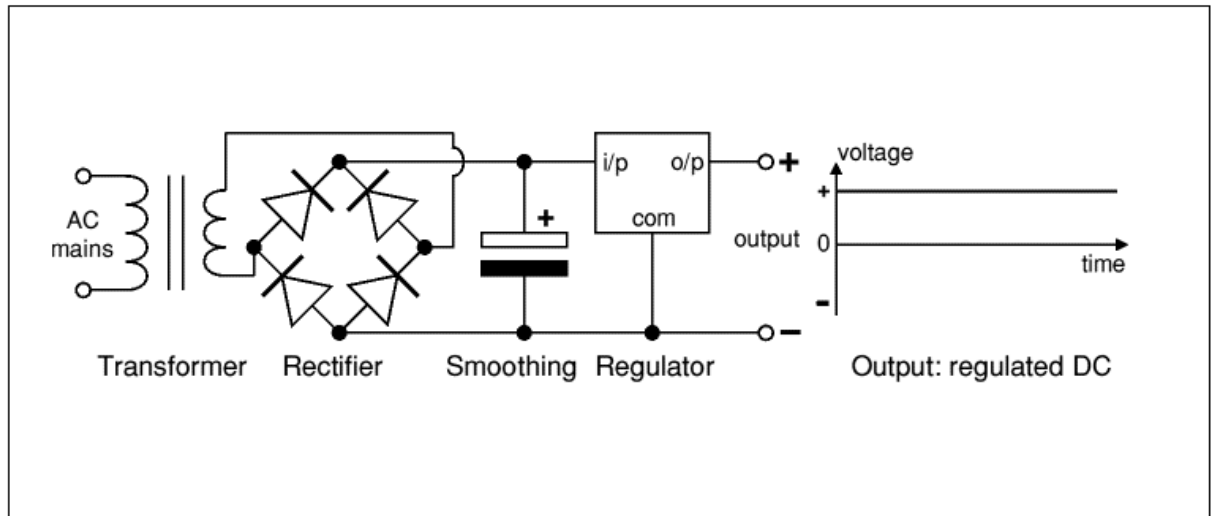 AC
mains
+
i/p o/p
com
+
−
voltage
+
output 0
time
-
Transformer Rectifier Smoothing Regulator Output: regulated DC